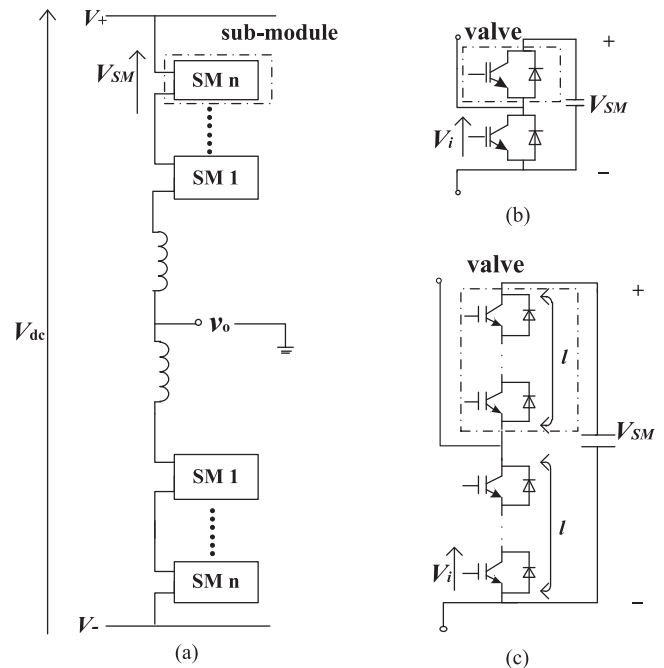 V+
sub-module
VSM
SM n
SM 1
Vdc
vo
SM 1
SM n
V-
(a)
valve
+
VSM
Vi
−
(b)
valve
+
l
VSM
l
Vi
−
(c)